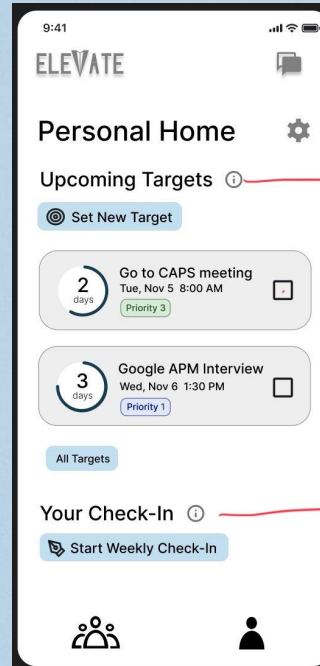 9:41
ELEVATE
Personal Home
Upcoming Targets
Set New Target
2
days
Go to CAPS meeting
Tue, Nov 5 8:00 AM
Priority 3
3
days
Google APM Interview
Wed, Nov 6 1:30 PM
Priority 1
All Targets
Your Check-In
Start Weekly Check-In